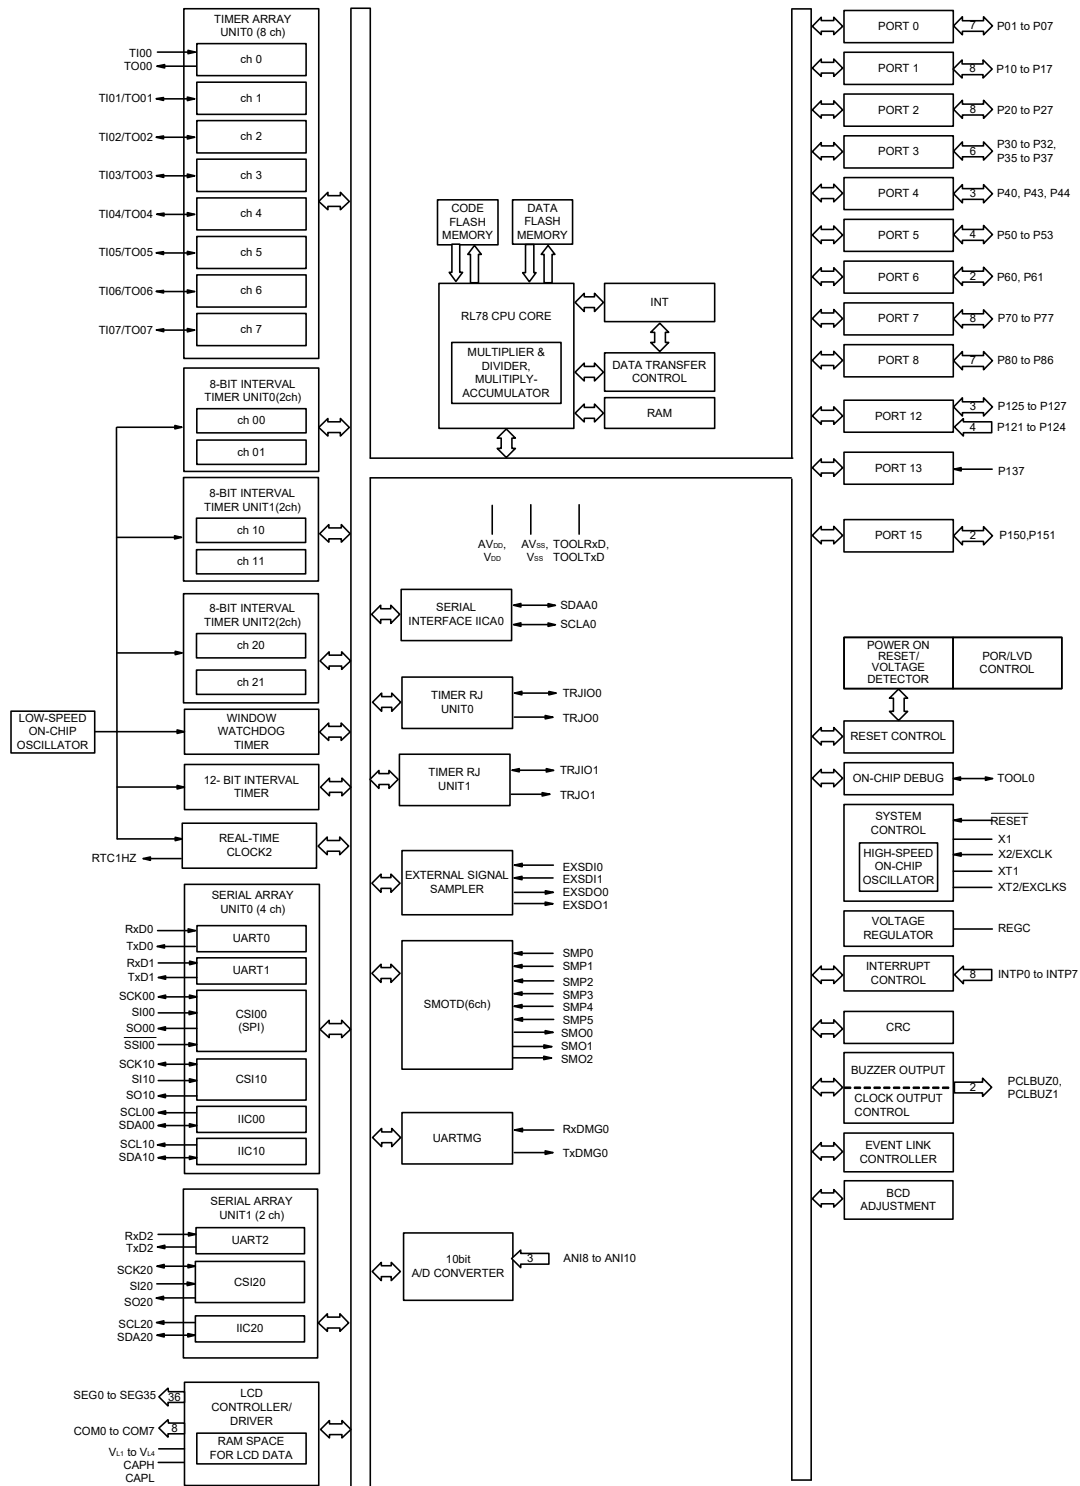 TIMER ARRAY
UNIT0 (8 ch)
TI00
TO00
ch 0
TI01/TO01
ch 1
TI02/TO02
ch 2
TI03/TO03
ch 3
TI04/TO04
ch 4
TI05/TO05
ch 5
TI06/TO06
ch 6
TI07/TO07
ch 7
8-BIT INTERVAL
TIMER UNIT0(2ch)
ch 00
ch 01
8-BIT INTERVAL
TIMER UNIT1(2ch)
ch 10
ch 11
8-BIT INTERVAL
TIMER UNIT2(2ch)
ch 20
ch 21
LOW-SPEED
ON-CHIP
OSCILLATOR
WINDOW
WATCHDOG
TIMER
12- BIT INTERVAL
TIMER
REAL-TIME
CLOCK2
RTC1HZ
SERIAL ARRAY
UNIT0 (4 ch)
RxD0
TxD0
UART0
RxD1
TxD1
UART1
SCK00
SI00
SO00
SSI00
CSI00
(SPI)
SCK10
SI10
SO10
CSI10
SCL00
SDA00
IIC00
SCL10
SDA10
IIC10
SERIAL ARRAY
UNIT1 (2 ch)
RxD2
TxD2
UART2
SCK20
SI20
SO20
CSI20
SCL20
SDA20
IIC20
SEG0 to SEG35
36
COM0 to COM7
8
VL1 to VL4
CAPH
CAPL
LCD
CONTROLLER/
DRIVER
RAM SPACE
FOR LCD DATA
CODE
FLASH
MEMORY
DATA
FLASH
MEMORY
RL78 CPU CORE
MULTIPLIER &
DIVIDER,
MULITIPLY-
ACCUMULATOR
INT
DATA TRANSFER
CONTROL
RAM
AVDD,
VDD
AVSS,
VSS
TOOLRxD,
TOOLTxD
SERIAL
INTERFACE IICA0
SDAA0
SCLA0
TIMER RJ
UNIT0
TRJIO0
TRJO0
TIMER RJ
UNIT1
TRJIO1
TRJO1
EXTERNAL SIGNAL
SAMPLER
EXSDI0
EXSDI1
EXSDO0
EXSDO1
SMOTD(6ch)
SMP0
SMP1
SMP2
SMP3
SMP4
SMP5
SMO0
SMO1
SMO2
UARTMG
RxDMG0
TxDMG0
10bit
A/D CONVERTER
3
ANI8 to ANI10
PORT 0
7
P01 to P07
PORT 1
8
P10 to P17
PORT 2
8
P20 to P27
PORT 3
6
P30 to P32,
P35 to P37
PORT 4
3
P40, P43, P44
PORT 5
4
P50 to P53
PORT 6
2
P60, P61
PORT 7
8
P70 to P77
PORT 8
7
P80 to P86
PORT 12
3
P125 to P127
4
P121 to P124
PORT 13
P137
PORT 15
2
P150,P151
POWER ON
RESET/
VOLTAGE
DETECTOR
POR/LVD
CONTROL
RESET CONTROL
ON-CHIP DEBUG
TOOL0
SYSTEM
CONTROL
HIGH-SPEED
ON-CHIP
OSCILLATOR
RESET
X1
X2/EXCLK
XT1
XT2/EXCLKS
VOLTAGE
REGULATOR
REGC
INTERRUPT
CONTROL
8
INTP0 to INTP7
CRC
BUZZER OUTPUT
CLOCK OUTPUT
CONTROL
2
PCLBUZ0,
PCLBUZ1
EVENT LINK
CONTROLLER
BCD
ADJUSTMENT